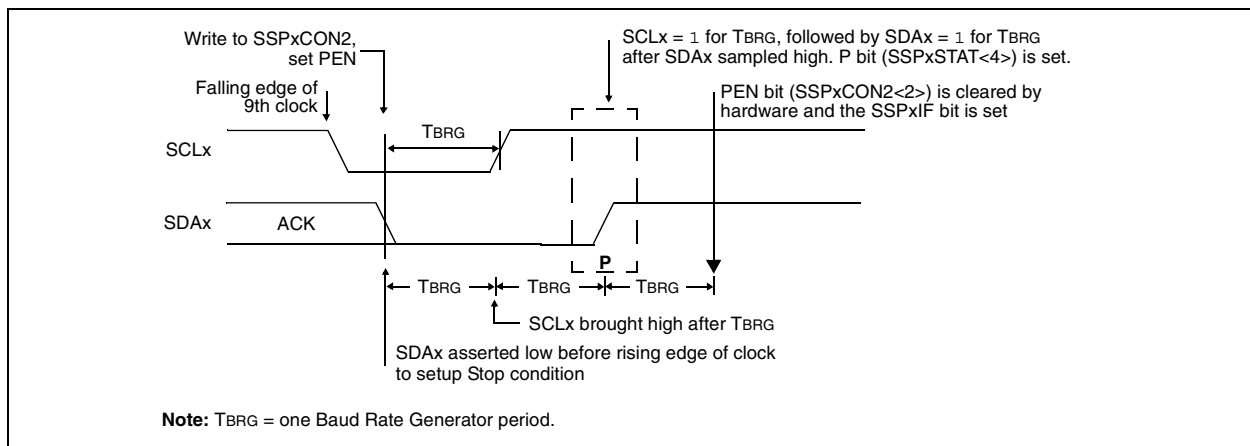 Write to SSPxCON2,
set PEN
SCLx = 1 for TBRG, followed by SDAx = 1 for TBRG
after SDAx sampled high. P bit (SSPxSTAT<4>) is set.
Falling edge of
9th clock
PEN bit (SSPxCON2<2>) is cleared by
hardware and the SSPxIF bit is set
TBRG
SCLx
SDAx
ACK
P
TBRG
TBRG
TBRG
SCLx brought high after TBRG
SDAx asserted low before rising edge of clock
to setup Stop condition
Note: TBRG = one Baud Rate Generator period.